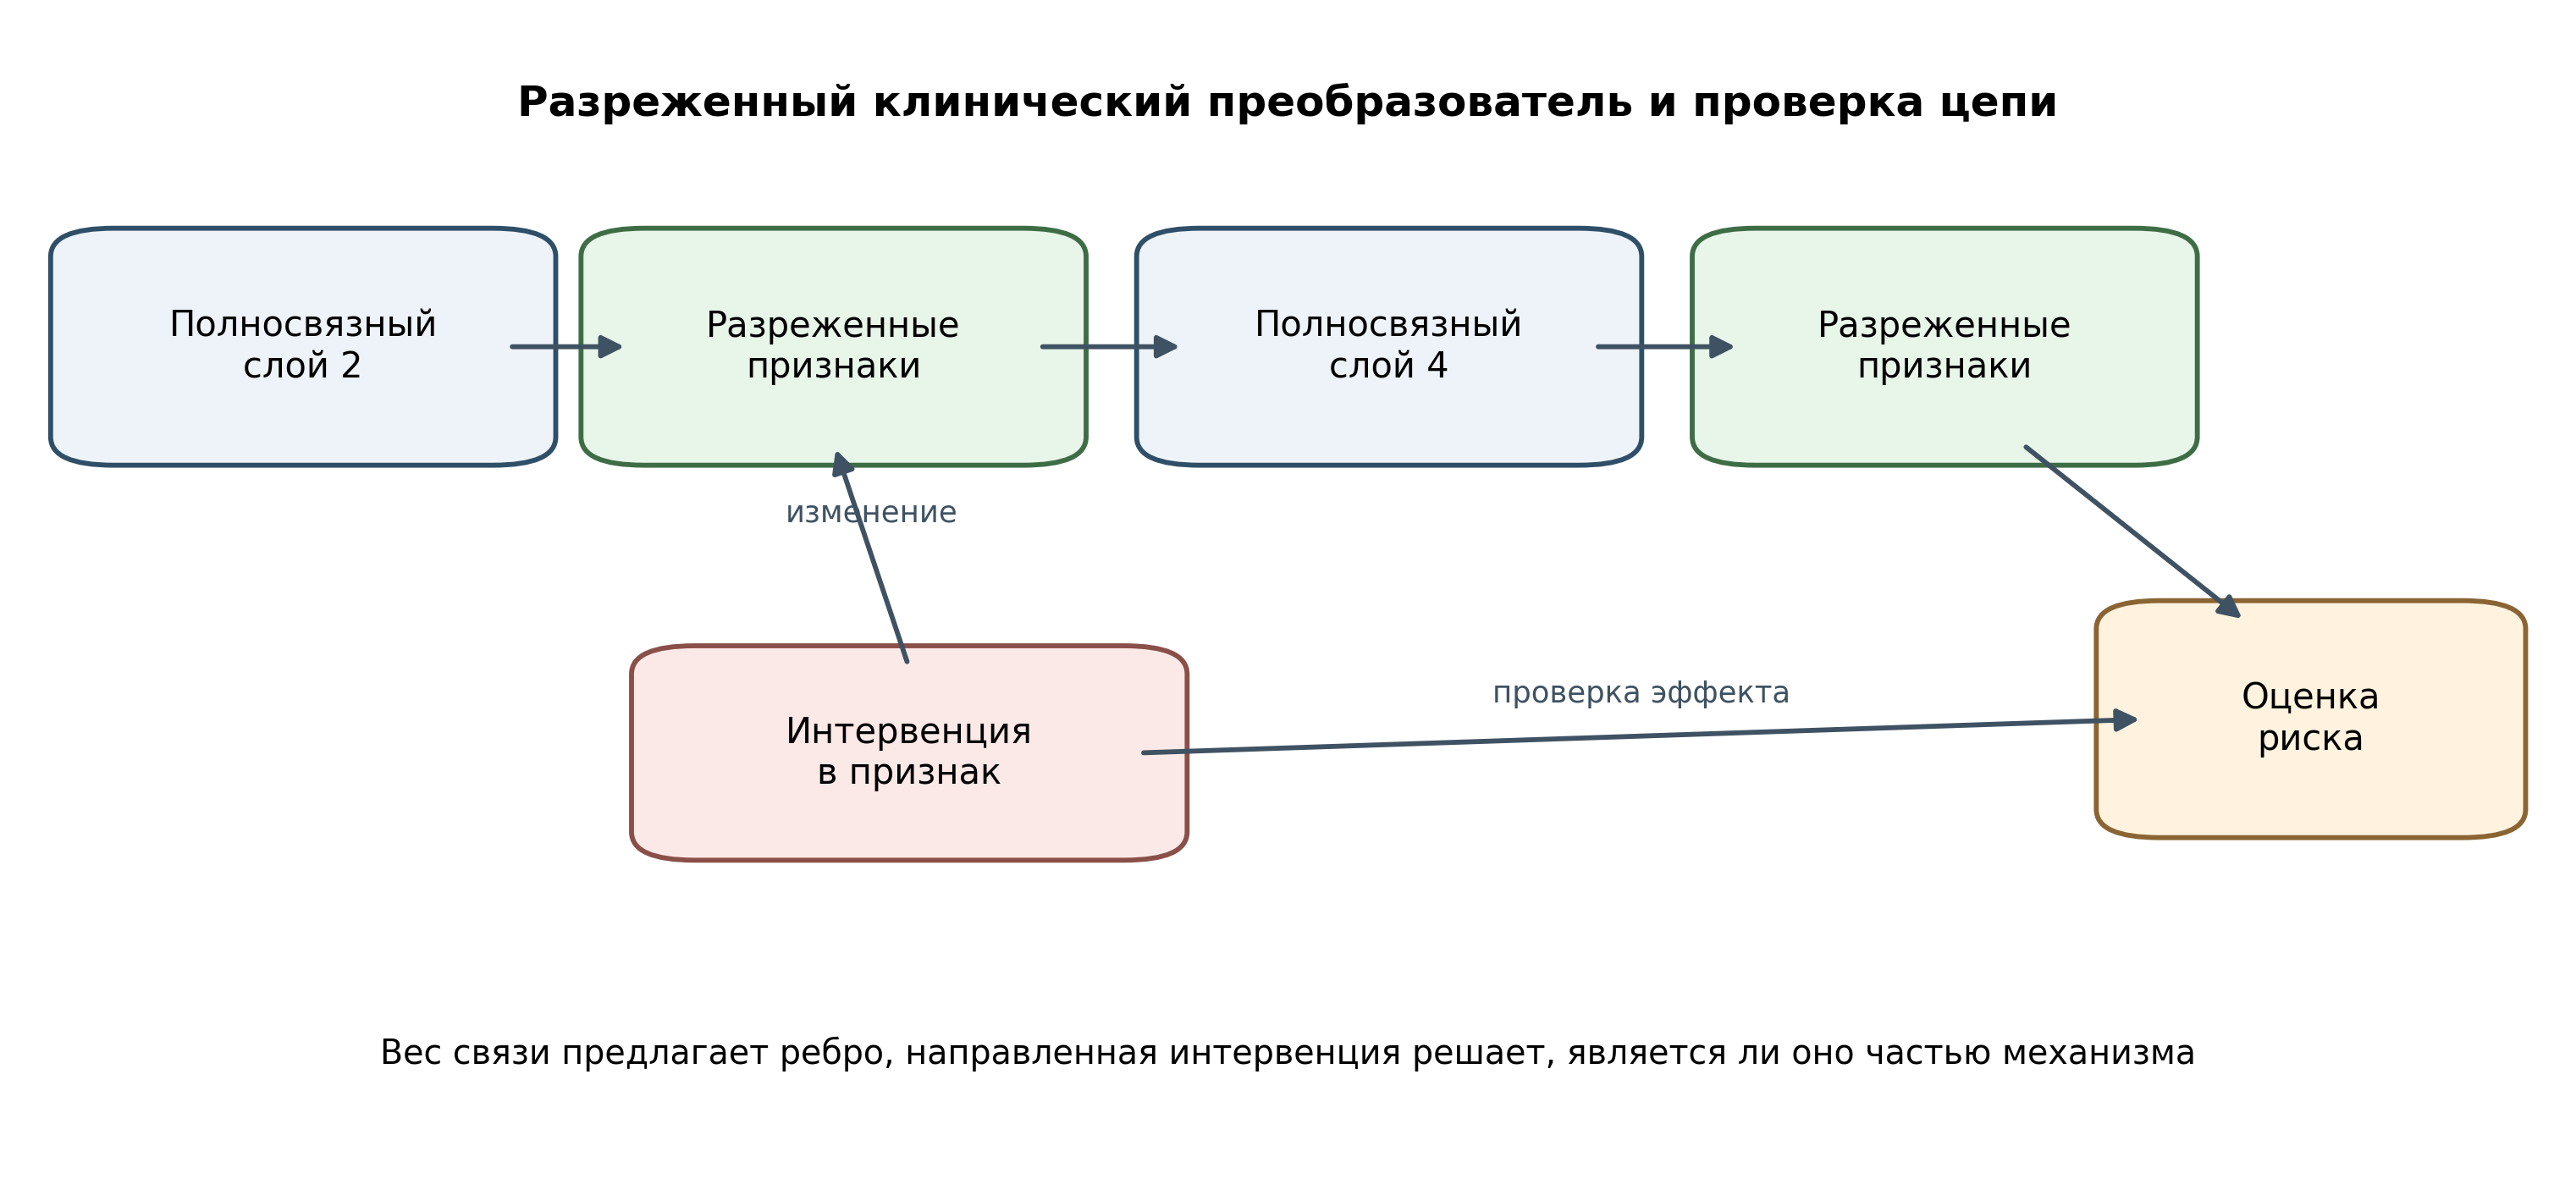 Разреженный клинический преобразователь и проверка цепи
Полносвязный
слой 2
Разреженные
признаки
Полносвязный
слой 4
Разреженные
признаки
изменение
Интервенция
в признак
проверка эффекта
Оценка
риска
Вес связи предлагает ребро, направленная интервенция решает, является ли оно частью механизма